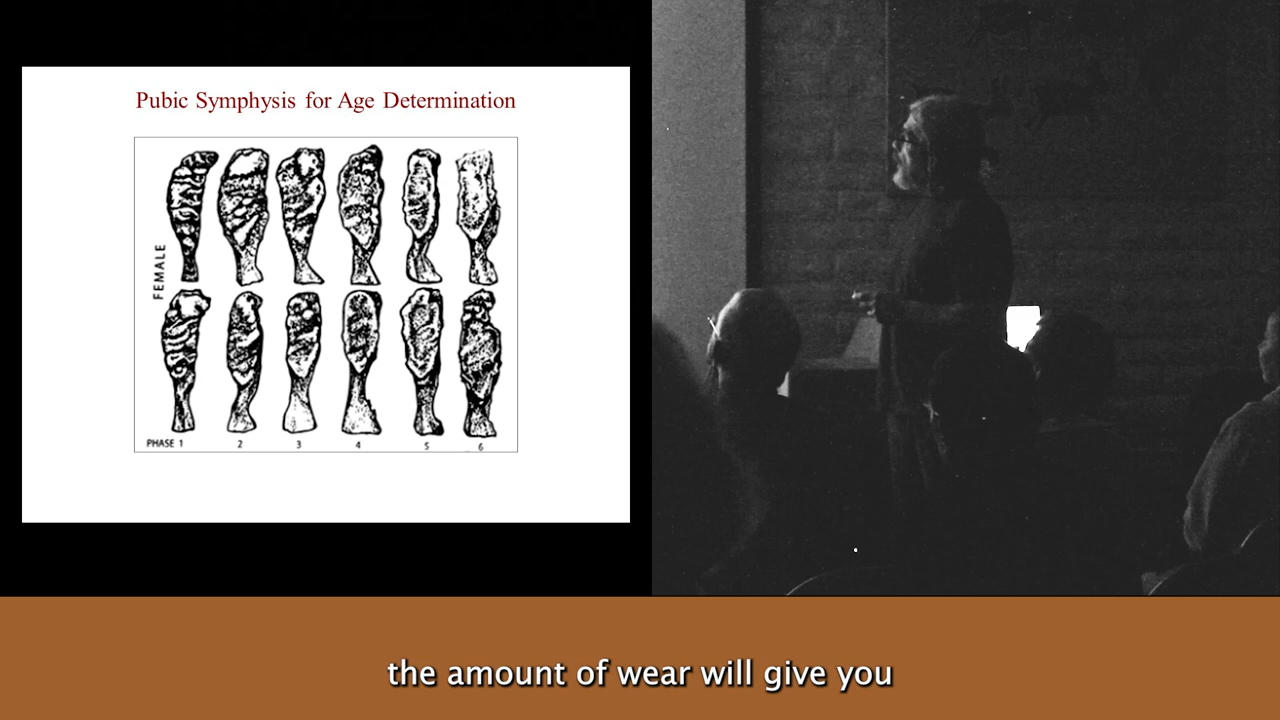 Pubic Symphysis for Age Determination
FEMALE
PHASE 1 2 3 4 5 6
the amount of wear will give you